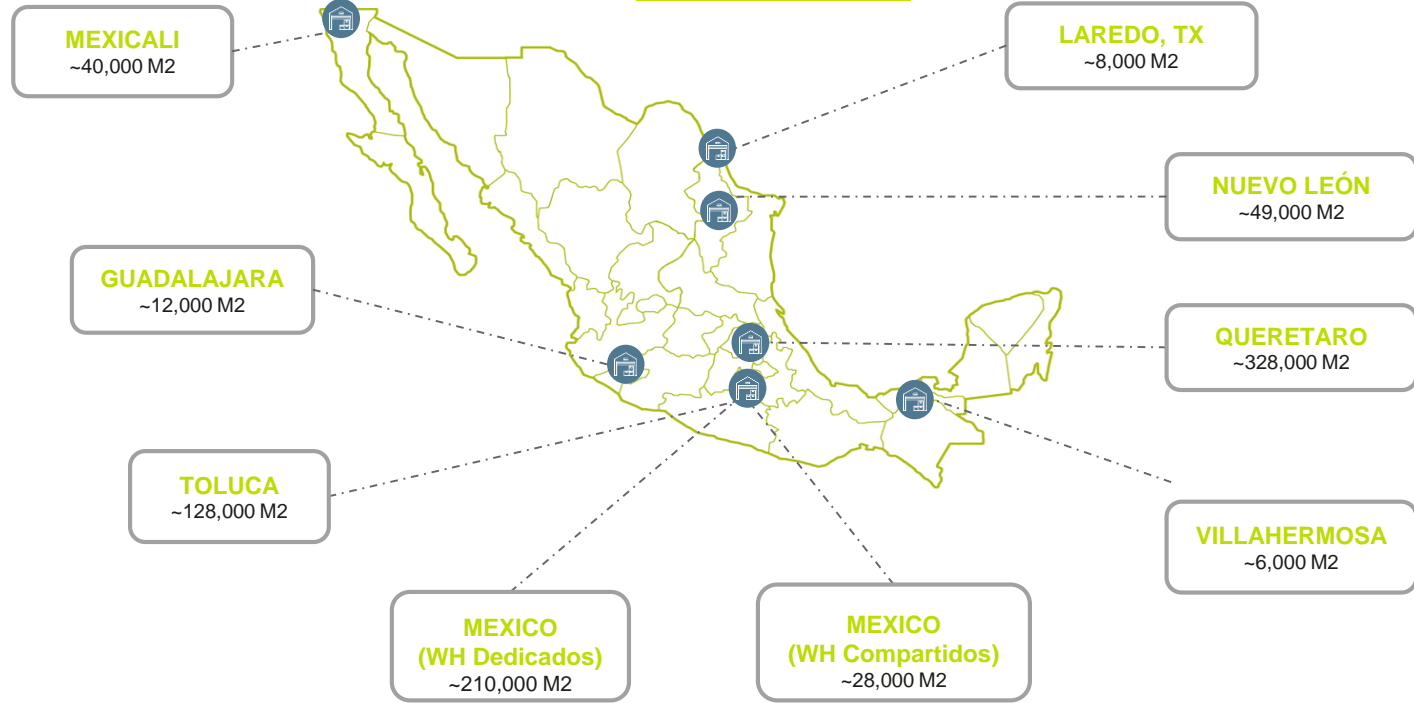 MEXICALI
~40,000 M2
LAREDO, TX
~8,000 M2
NUEVO LEÓN
~49,000 M2
GUADALAJARA
~12,000 M2
QUERETARO
~328,000 M2
TOLUCA
~128,000 M2
VILLAHERMOSA
~6,000 M2
MEXICO
(WH Dedicados)
~210,000 M2
MEXICO
(WH Compartidos)
~28,000 M2